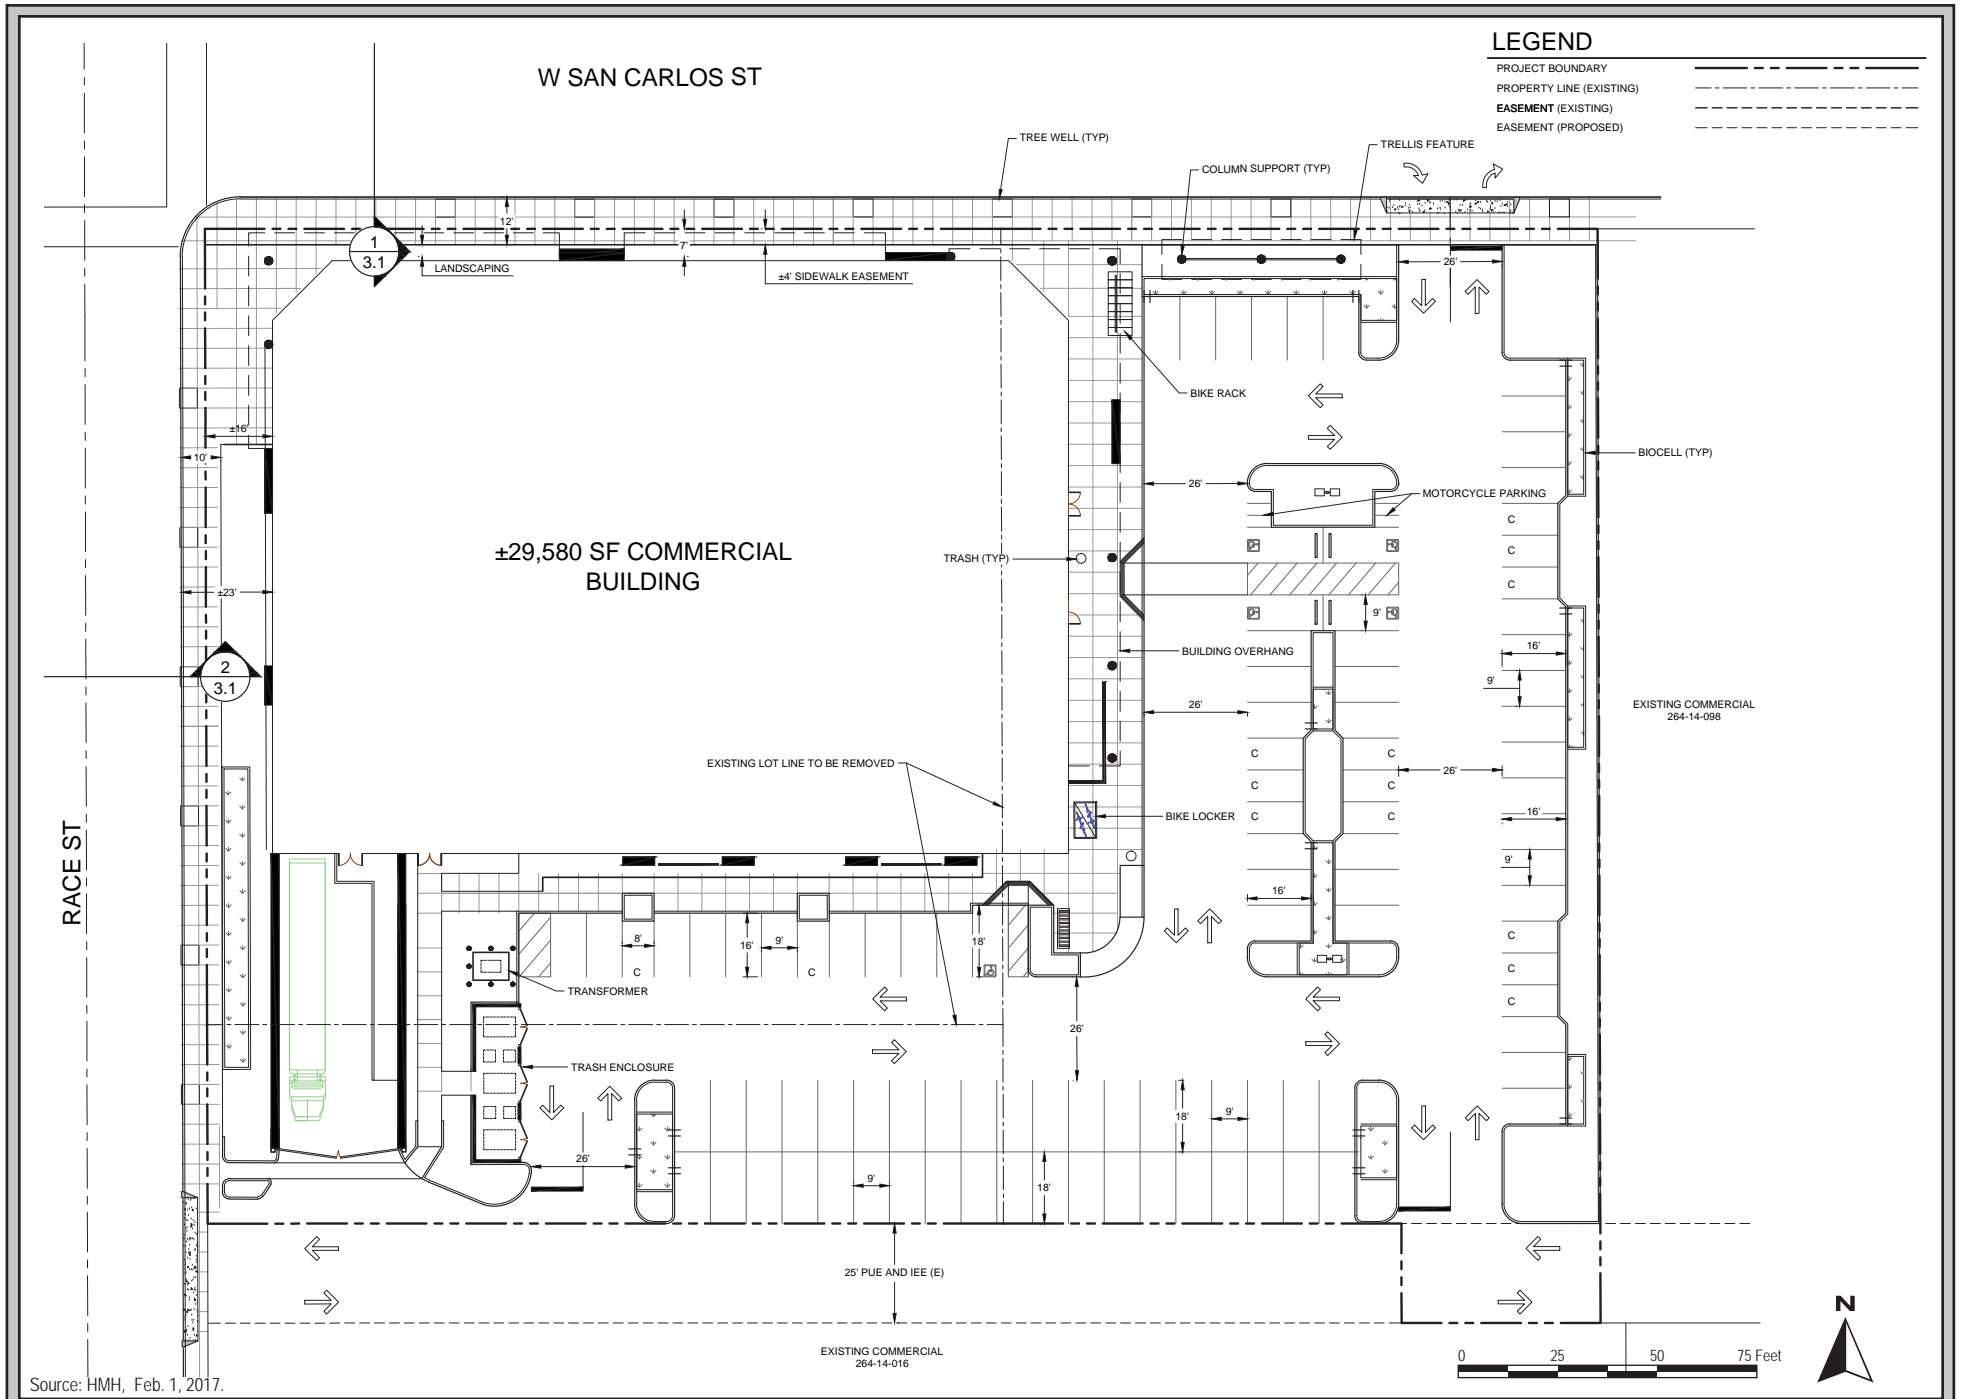 LEGEND
PROJECT BOUNDARY
PROPERTY LINE (EXISTING)
EASEMENT (EXISTING)
EASEMENT (PROPOSED)
W SAN CARLOS ST
TREE WELL (TYP)
TRELLIS FEATURE
COLUMN SUPPORT (TYP)
12'
7'
1
3.1
LANDSCAPING
±4' SIDEWALK EASEMENT
26'
BIKE RACK
±16'
10'
BIOCELL (TYP)
26'
MOTORCYCLE PARKING
C
C
C
±29,580 SF COMMERCIAL
BUILDING
TRASH (TYP)
±23'
9'
2
3.1
BUILDING OVERHANG
16'
9'
26'
EXISTING COMMERCIAL
264-14-098
EXISTING LOT LINE TO BE REMOVED
C
C
26'
C
C
BIKE LOCKER
C
C
16'
9'
RACE ST
16'
8'
16'
9'
18'
C
C
C
C
C
TRANSFORMER
26'
TRASH ENCLOSURE
18'
9'
26'
9'
18'
25' PUE AND IEE (E)
EXISTING COMMERCIAL
264-14-016
N
0
25
50
75 Feet
Source: HMH, Feb. 1, 2017.